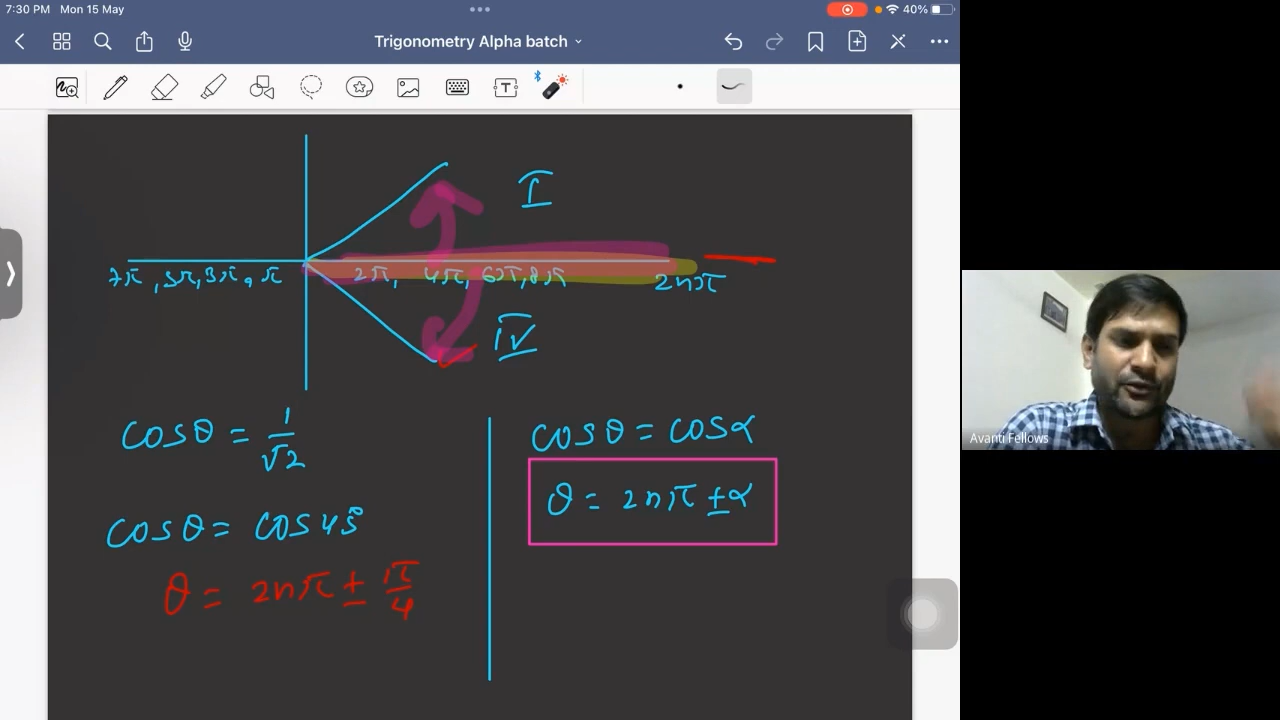 7:30 PM Mon 15 May
40%
Trigonometry Alpha batch
T
I
7π, 5π, 3π, π
2π, 4π, 6π, 8π
2nπ
IV
cosθ = 1/√2
cosθ = cos45°
θ = 2nπ ± π/4
cosθ = cosα
θ = 2nπ ± α
Avanti Fellows